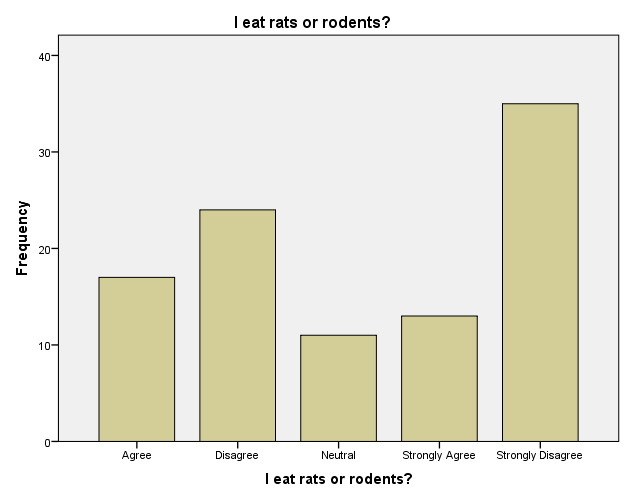 I eat rats or rodents?
40
30
20
10
0
Frequency
Agree
Disagree
Neutral
Strongly Agree
Strongly Disagree
I eat rats or rodents?